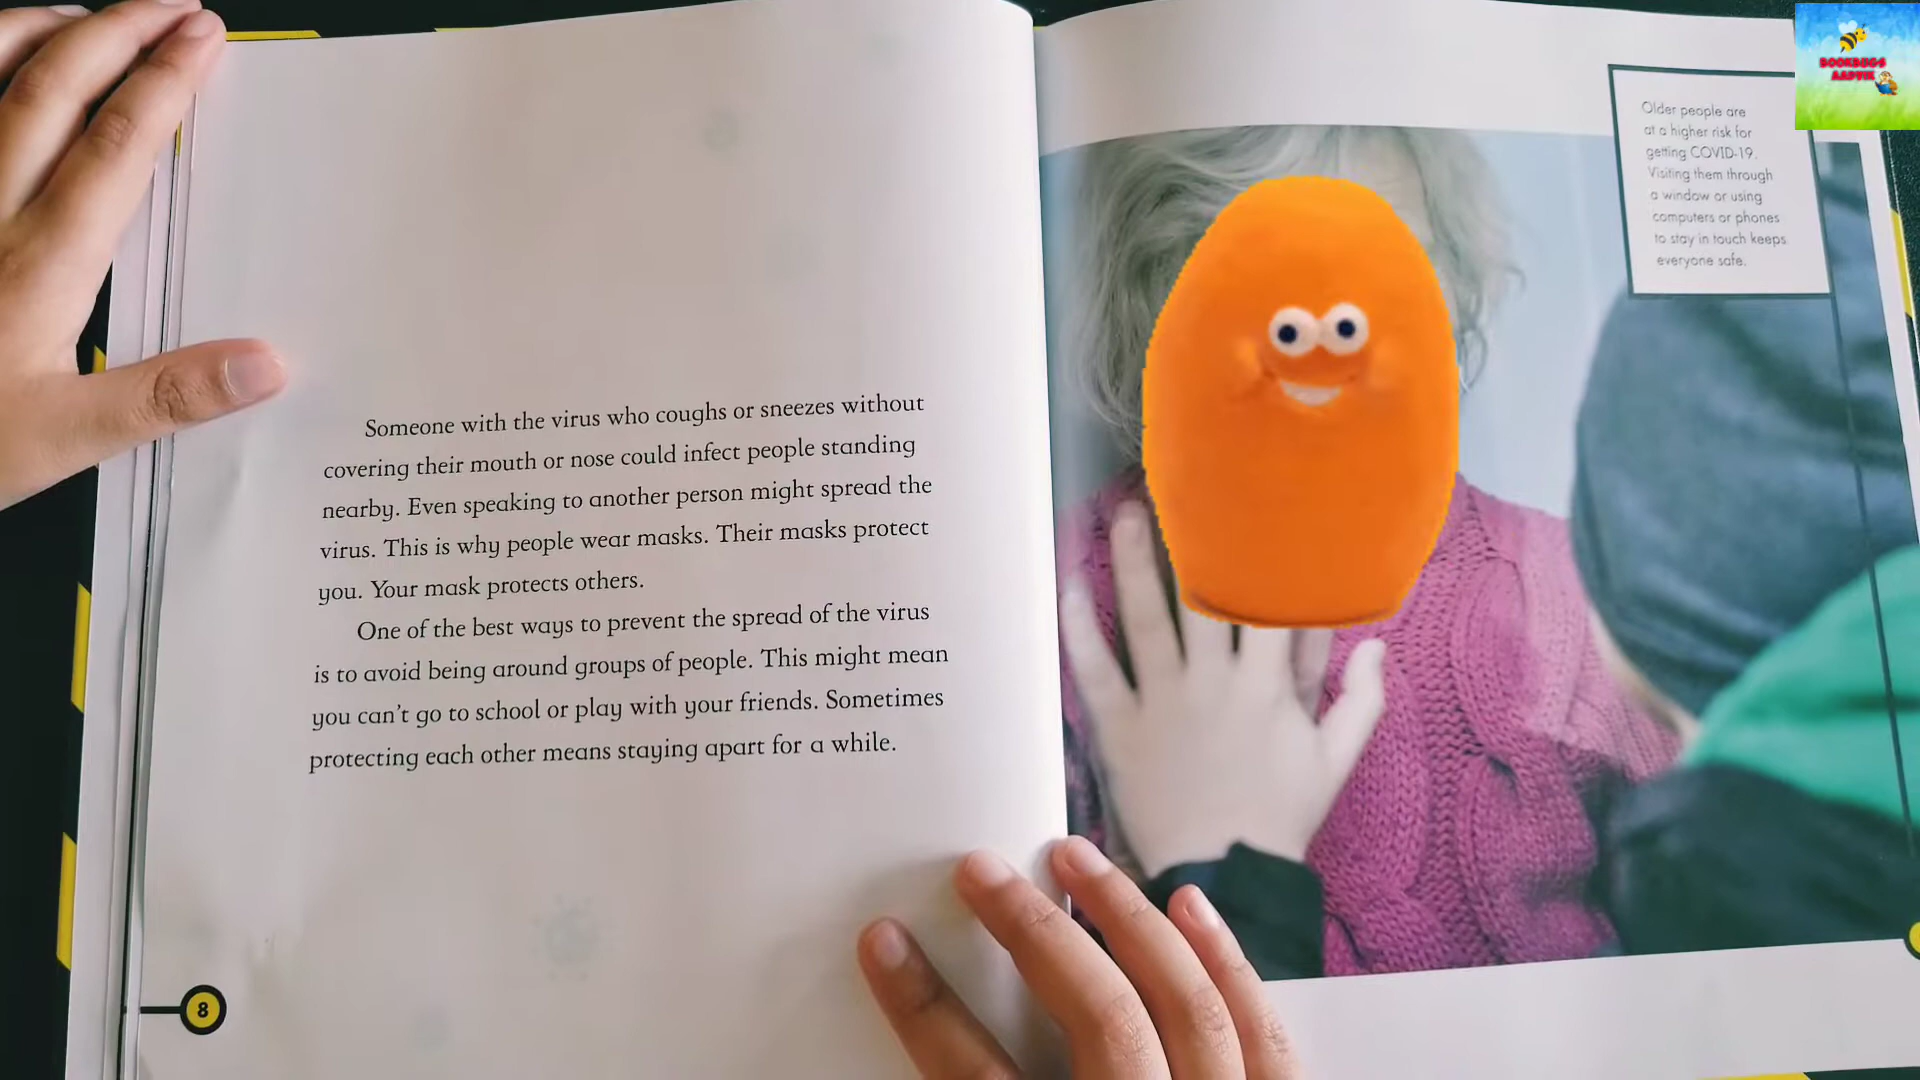 Someone with the virus who coughs or sneezes without
covering their mouth or nose could infect people standing
nearby. Even speaking to another person might spread the
virus. This is why people wear masks. Their masks protect
you. Your mask protects others.
One of the best ways to prevent the spread of the virus
is to avoid being around groups of people. This might mean
you can't go to school or play with your friends. Sometimes
protecting each other means staying apart for a while.
8
Older people are
at a higher risk for
getting COVID-19.
Visiting them through
a window or using
computers or phones
to stay in touch keeps
everyone safe.
BOOKBUGS
AADVIK